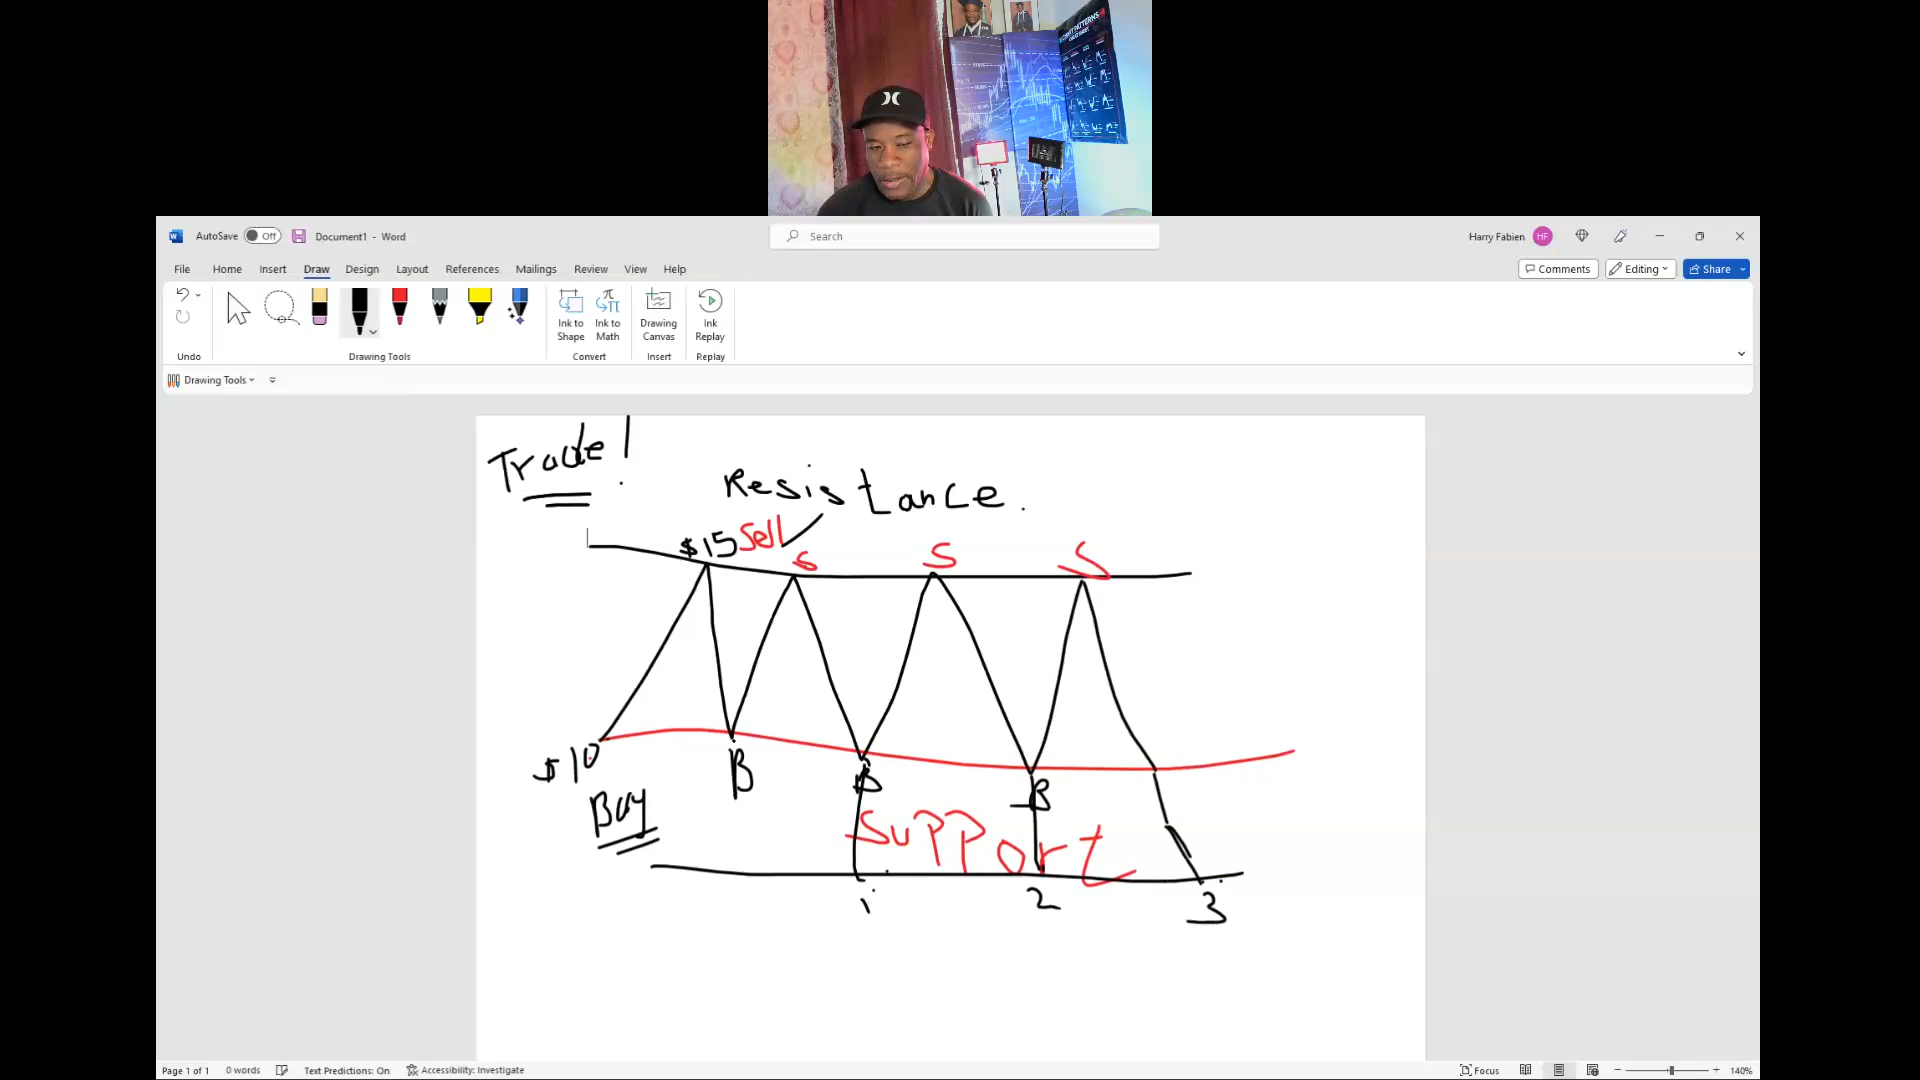 CHART PATTERNS
AutoSave Off Document1 - Word
Search
Harry Fabien HF
File Home Insert Draw Design Layout References Mailings Review View Help
Comments Editing Share
Ink to Shape
Ink to Math
Drawing Canvas
Ink Replay
Undo Drawing Tools Convert Insert Replay
Drawing Tools
Trade!
Resistance.
$15 Sell
S S S
$10
B B B
Buy
Support
1 2 3
Page 1 of 1 0 words Text Predictions: On Accessibility: Investigate
Focus 140%